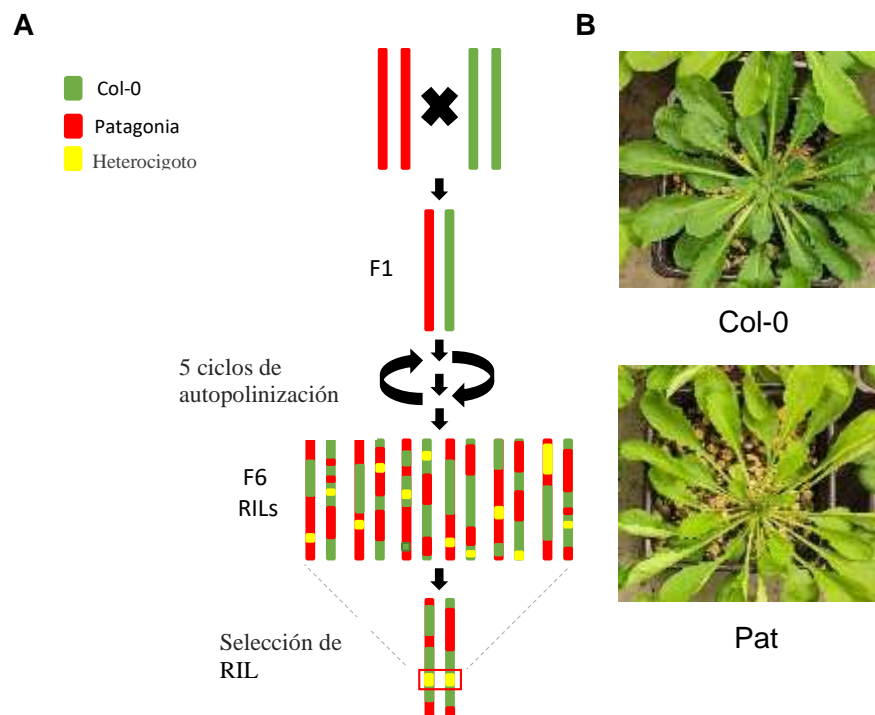 A
B
Col-0
Patagonia
Heterocigoto
F1
5 ciclos de
autopolinización
F6
RILs
Selección de
RIL
Col-0
Pat